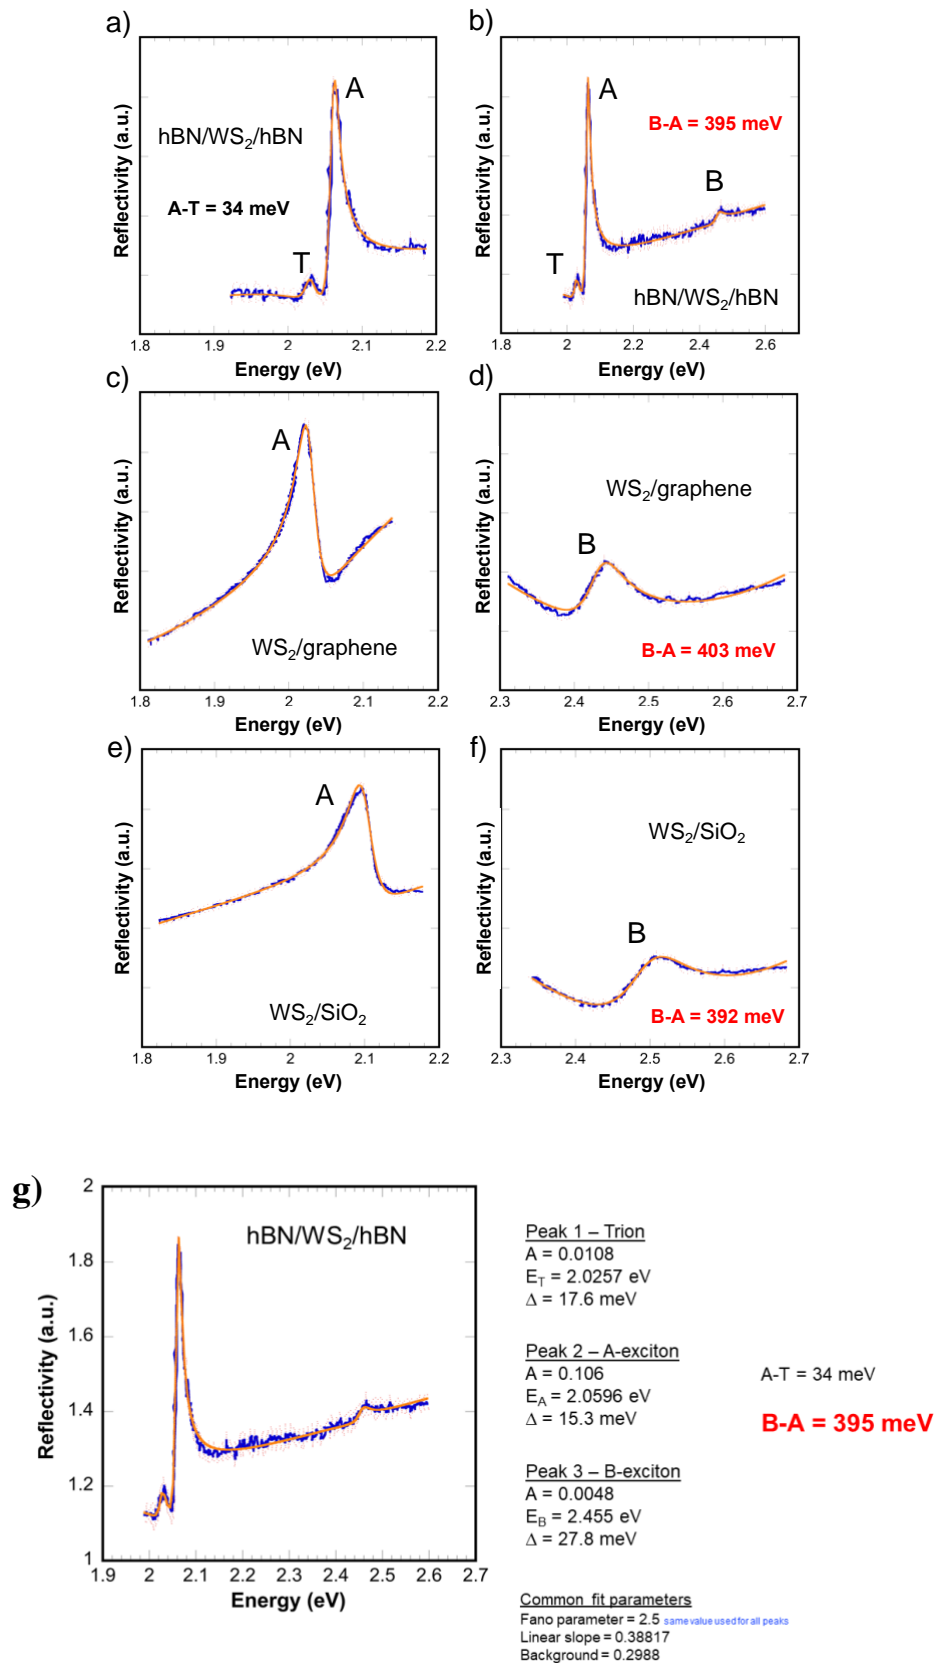 a)
Reflectivity (a.u.)
hBN/WS₂/hBN
A-T = 34 meV
A
T
1.8 1.9 2 2.1 2.2
Energy (eV)
b)
Reflectivity (a.u.)
A
B-A = 395 meV
B
T
hBN/WS₂/hBN
2 2.2 2.4 2.6
Energy (eV)
c)
Reflectivity (a.u.)
A
WS₂/graphene
1.8 1.9 2 2.1 2.2
Energy (eV)
d)
Reflectivity (a.u.)
WS₂/graphene
B
B-A = 403 meV
2.3 2.4 2.5 2.6 2.7
Energy (eV)
e)
Reflectivity (a.u.)
A
WS₂/SiO₂
1.8 1.9 2 2.1 2.2
Energy (eV)
f)
Reflectivity (a.u.)
WS₂/SiO₂
B
B-A = 392 meV
2.3 2.4 2.5 2.6 2.7
Energy (eV)
g)
Reflectivity (a.u.)
2
1.8
1.6
1.4
1.2
1
hBN/WS₂/hBN
1.9 2 2.1 2.2 2.3 2.4 2.5 2.6 2.7
Energy (eV)
Peak 1 – Trion
A = 0.0108
E_T = 2.0257 eV
Δ = 17.6 meV
Peak 2 – A-exciton
A = 0.106
E_A = 2.0596 eV
Δ = 15.3 meV
A-T = 34 meV
B-A = 395 meV
Peak 3 – B-exciton
A = 0.0048
E_B = 2.455 eV
Δ = 27.8 meV
Common fit parameters
Fano parameter = 2.5 same value used for all peaks
Linear slope = 0.38817
Background = 0.2988